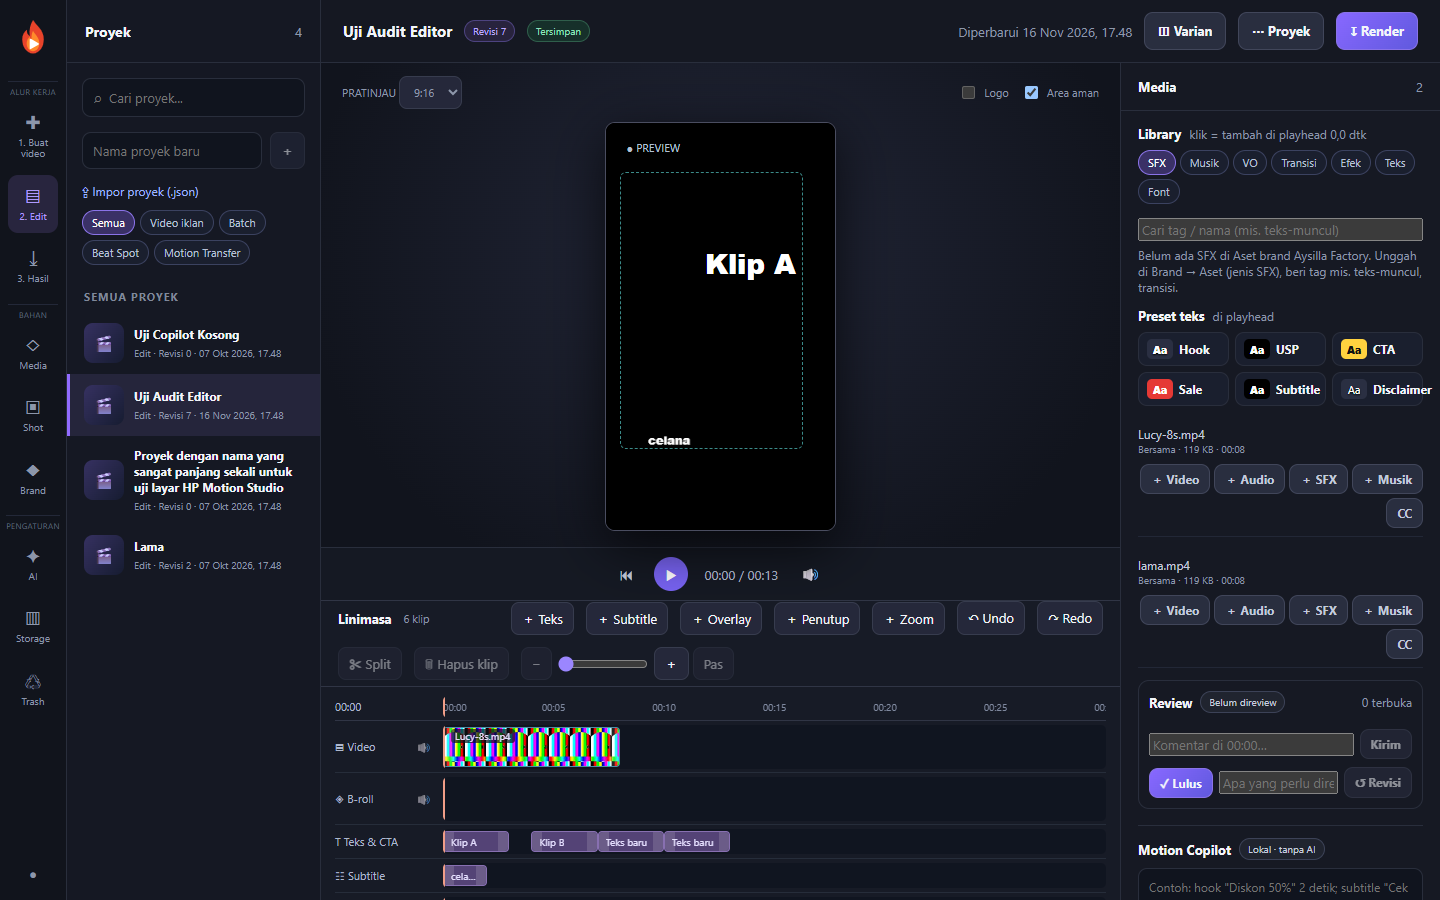 ALUR KERJA
1. Buat
video
2. Edit
3. Hasil
BAHAN
Media
Shot
Brand
PENGATURAN
AI
Storage
Trash
Proyek 4
Cari proyek...
Nama proyek baru +
Impor proyek (.json)
Semua Video iklan Batch
Beat Spot Motion Transfer
SEMUA PROYEK
Uji Copilot Kosong
Edit · Revisi 0 · 07 Okt 2026, 17.48
Uji Audit Editor
Edit · Revisi 7 · 16 Nov 2026, 17.48
Proyek dengan nama yang
sangat panjang sekali untuk
uji layar HP Motion Studio
Edit · Revisi 0 · 07 Okt 2026, 17.48
Lama
Edit · Revisi 2 · 07 Okt 2026, 17.48
Uji Audit Editor Revisi 7 Tersimpan
Diperbarui 16 Nov 2026, 17.48 Varian ··· Proyek Render
PRATINJAU 9:16 Logo Area aman
● PREVIEW
Klip A
celana
00:00 / 00:13
Linimasa 6 klip + Teks + Subtitle + Overlay + Penutup + Zoom ↶ Undo ↷ Redo
Split Hapus klip − + Pas
00:00 00:00 00:05 00:10 00:15 00:20 00:25 00:
Video Lucy-8s.mp4
B-roll
T Teks & CTA Klip A Klip B Teks baru Teks baru
Subtitle cela...
Media 2
Library klik = tambah di playhead 0,0 dtk
SFX Musik VO Transisi Efek Teks
Font
Cari tag / nama (mis. teks-muncul)
Belum ada SFX di Aset brand Aysilla Factory. Unggah
di Brand → Aset (jenis SFX), beri tag mis. teks-muncul,
transisi.
Preset teks di playhead
Aa Hook Aa USP Aa CTA
Aa Sale Aa Subtitle Aa Disclaimer
Lucy-8s.mp4
Bersama · 119 KB · 00:08
+ Video + Audio + SFX + Musik
CC
lama.mp4
Bersama · 119 KB · 00:08
+ Video + Audio + SFX + Musik
CC
Review Belum direview 0 terbuka
Komentar di 00:00... Kirim
✓ Lulus Apa yang perlu dire ↺ Revisi
Motion Copilot Lokal · tanpa AI
Contoh: hook "Diskon 50%" 2 detik; subtitle "Cek